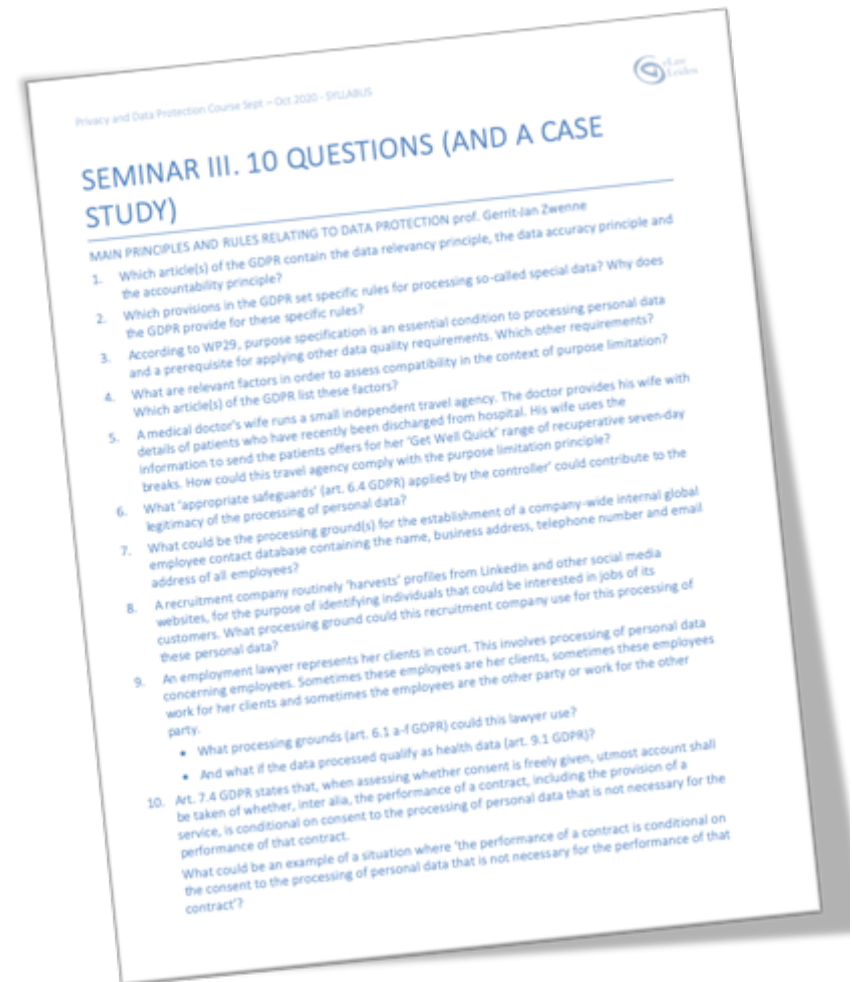 Privacy and Data Protection Course Sept – Oct 2020 - SYLLABUS
eLaw
Leiden
SEMINAR III. 10 QUESTIONS (AND A CASE
STUDY)
MAIN PRINCIPLES AND RULES RELATING TO DATA PROTECTION prof. Gerrit-Jan Zwenne
1. Which article(s) of the GDPR contain the data relevancy principle, the data accuracy principle and
the accountability principle?
2. Which provisions in the GDPR set specific rules for processing so-called special data? Why does
the GDPR provide for these specific rules?
3. According to WP29, purpose specification is an essential condition to processing personal data
and a prerequisite for applying other data quality requirements. Which other requirements?
4. What are relevant factors in order to assess compatibility in the context of purpose limitation?
Which article(s) of the GDPR list these factors?
5. A medical doctor's wife runs a small independent travel agency. The doctor provides his wife with
details of patients who have recently been discharged from hospital. His wife uses the
information to send the patients offers for her 'Get Well Quick' range of recuperative seven-day
breaks. How could this travel agency comply with the purpose limitation principle?
6. What 'appropriate safeguards' (art. 6.4 GDPR) applied by the controller' could contribute to the
legitimacy of the processing of personal data?
7. What could be the processing ground(s) for the establishment of a company-wide internal global
employee contact database containing the name, business address, telephone number and email
address of all employees?
8. A recruitment company routinely 'harvests' profiles from LinkedIn and other social media
websites, for the purpose of identifying individuals that could be interested in jobs of its
customers. What processing ground could this recruitment company use for this processing of
these personal data?
9. An employment lawyer represents her clients in court. This involves processing of personal data
concerning employees. Sometimes these employees are her clients, sometimes these employees
work for her clients and sometimes the employees are the other party or work for the other
party.
• What processing grounds (art. 6.1 a-f GDPR) could this lawyer use?
• And what if the data processed qualify as health data (art. 9.1 GDPR)?
10. Art. 7.4 GDPR states that, when assessing whether consent is freely given, utmost account shall
be taken of whether, inter alia, the performance of a contract, including the provision of a
service, is conditional on consent to the processing of personal data that is not necessary for the
performance of that contract.
What could be an example of a situation where 'the performance of a contract is conditional on
the consent to the processing of personal data that is not necessary for the performance of that
contract'?